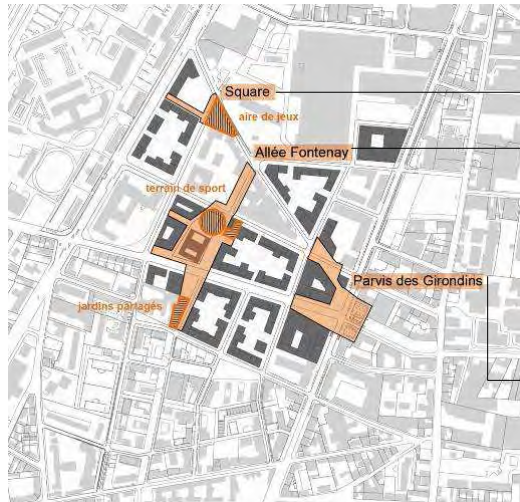 Square
aire de jeux
Allée Fontenay
terrain de sport
Parvis des Girondins
jardins partagés